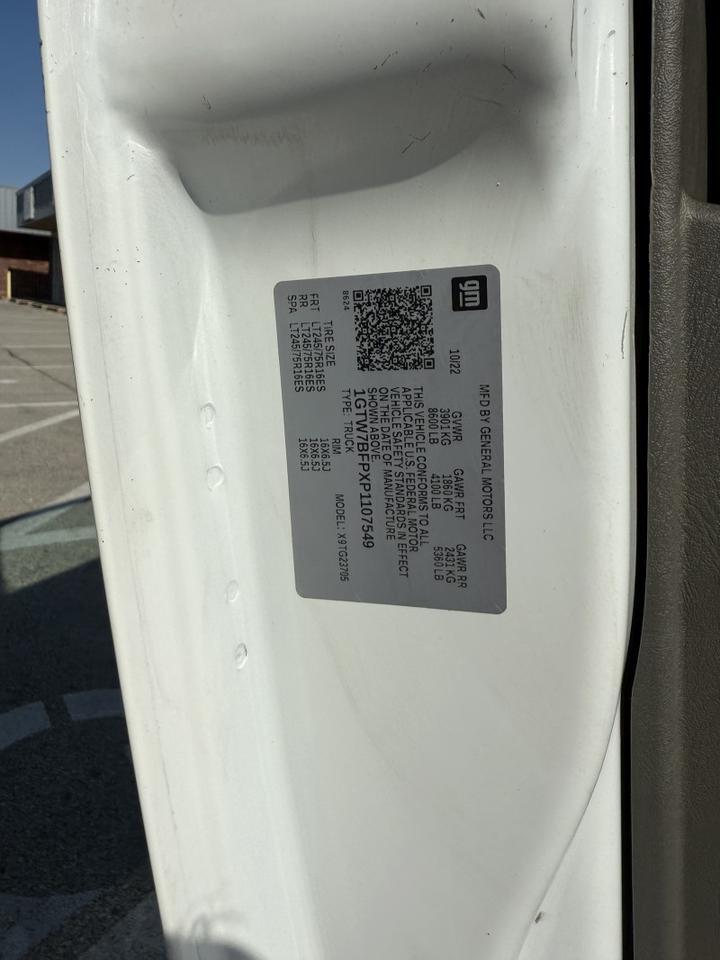 gm
MFD BY GENERAL MOTORS LLC
10/22
GVWR GAWR FRT GAWR RR
3901 KG 1860 KG 2431 KG
8600 LB 4100 LB 5360 LB
THIS VEHICLE CONFORMS TO ALL
APPLICABLE U.S. FEDERAL MOTOR
VEHICLE SAFETY STANDARDS IN EFFECT
ON THE DATE OF MANUFACTURE
SHOWN ABOVE.
1GTW7BFPXP1107549
TYPE: TRUCK MODEL: X9TG23705
8624
TIRE SIZE RIM
FRT LT245/75R16ES 16X6.5J
RR LT245/75R16ES 16X6.5J
SPA LT245/75R16ES 16X6.5J